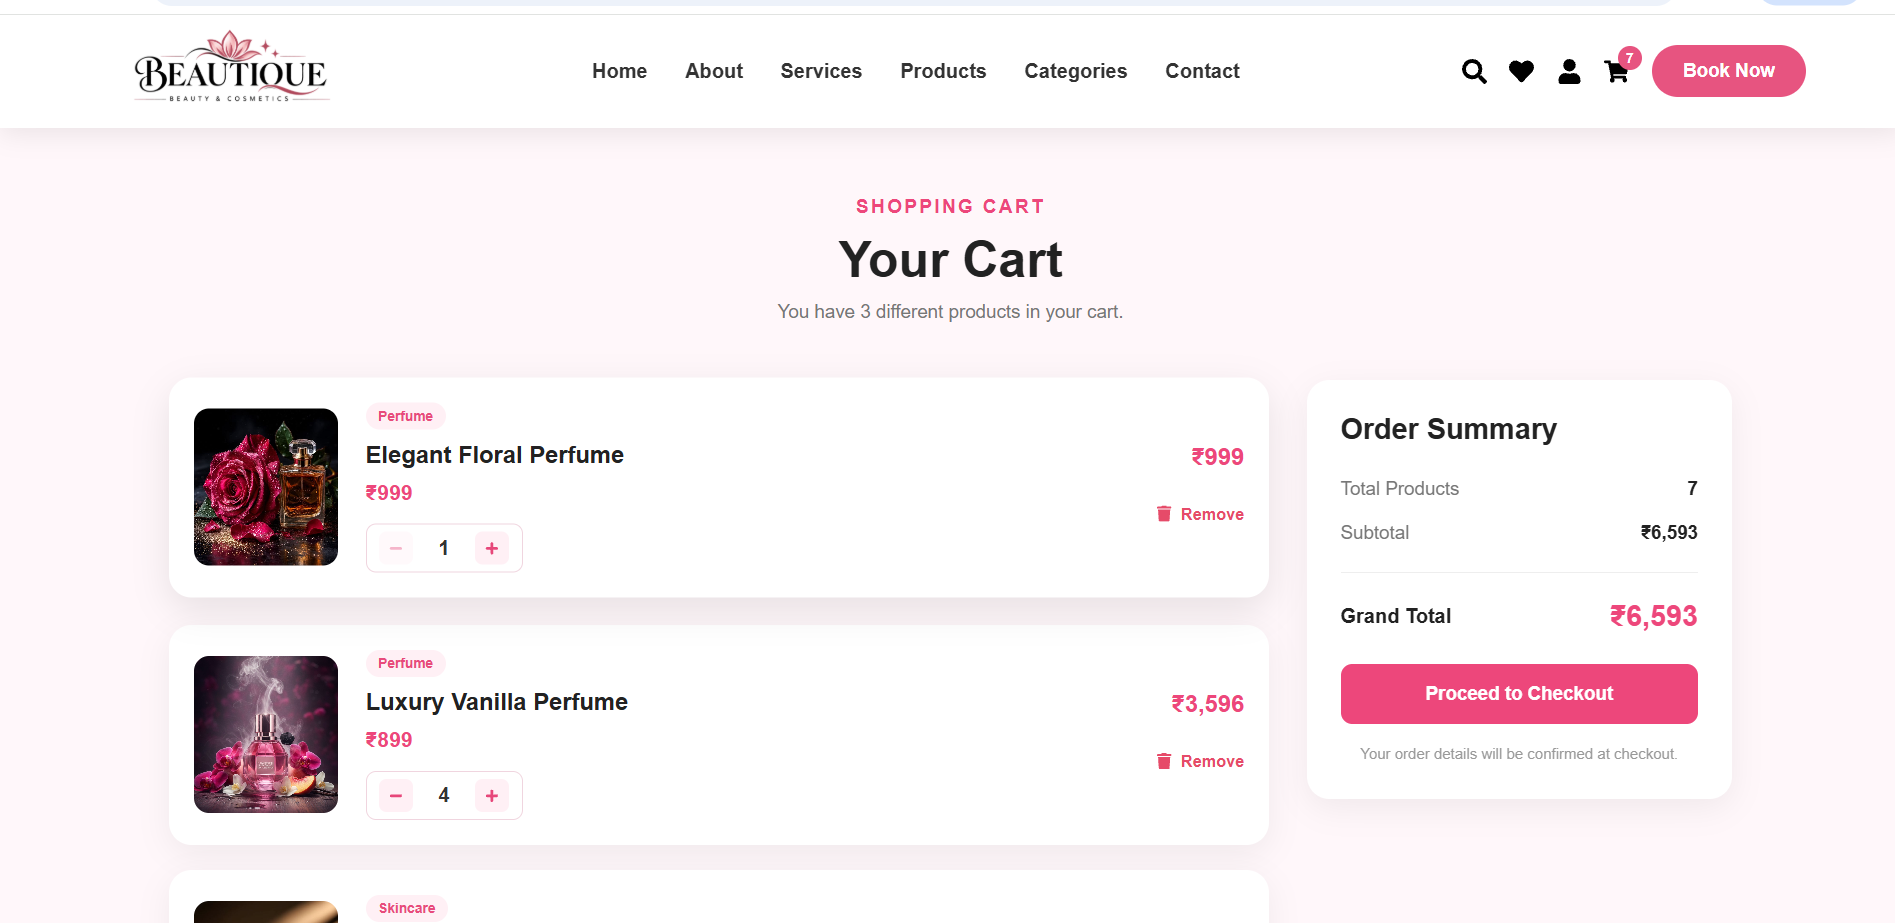 BEAUTIQUE
BEAUTY & COSMETICS
Home
About
Services
Products
Categories
Contact
7
Book Now
SHOPPING CART
Your Cart
You have 3 different products in your cart.
Perfume
Elegant Floral Perfume
₹999
− 1 +
₹999
Remove
Perfume
Luxury Vanilla Perfume
₹899
− 4 +
₹3,596
Remove
Skincare
Order Summary
Total Products 7
Subtotal ₹6,593
Grand Total ₹6,593
Proceed to Checkout
Your order details will be confirmed at checkout.